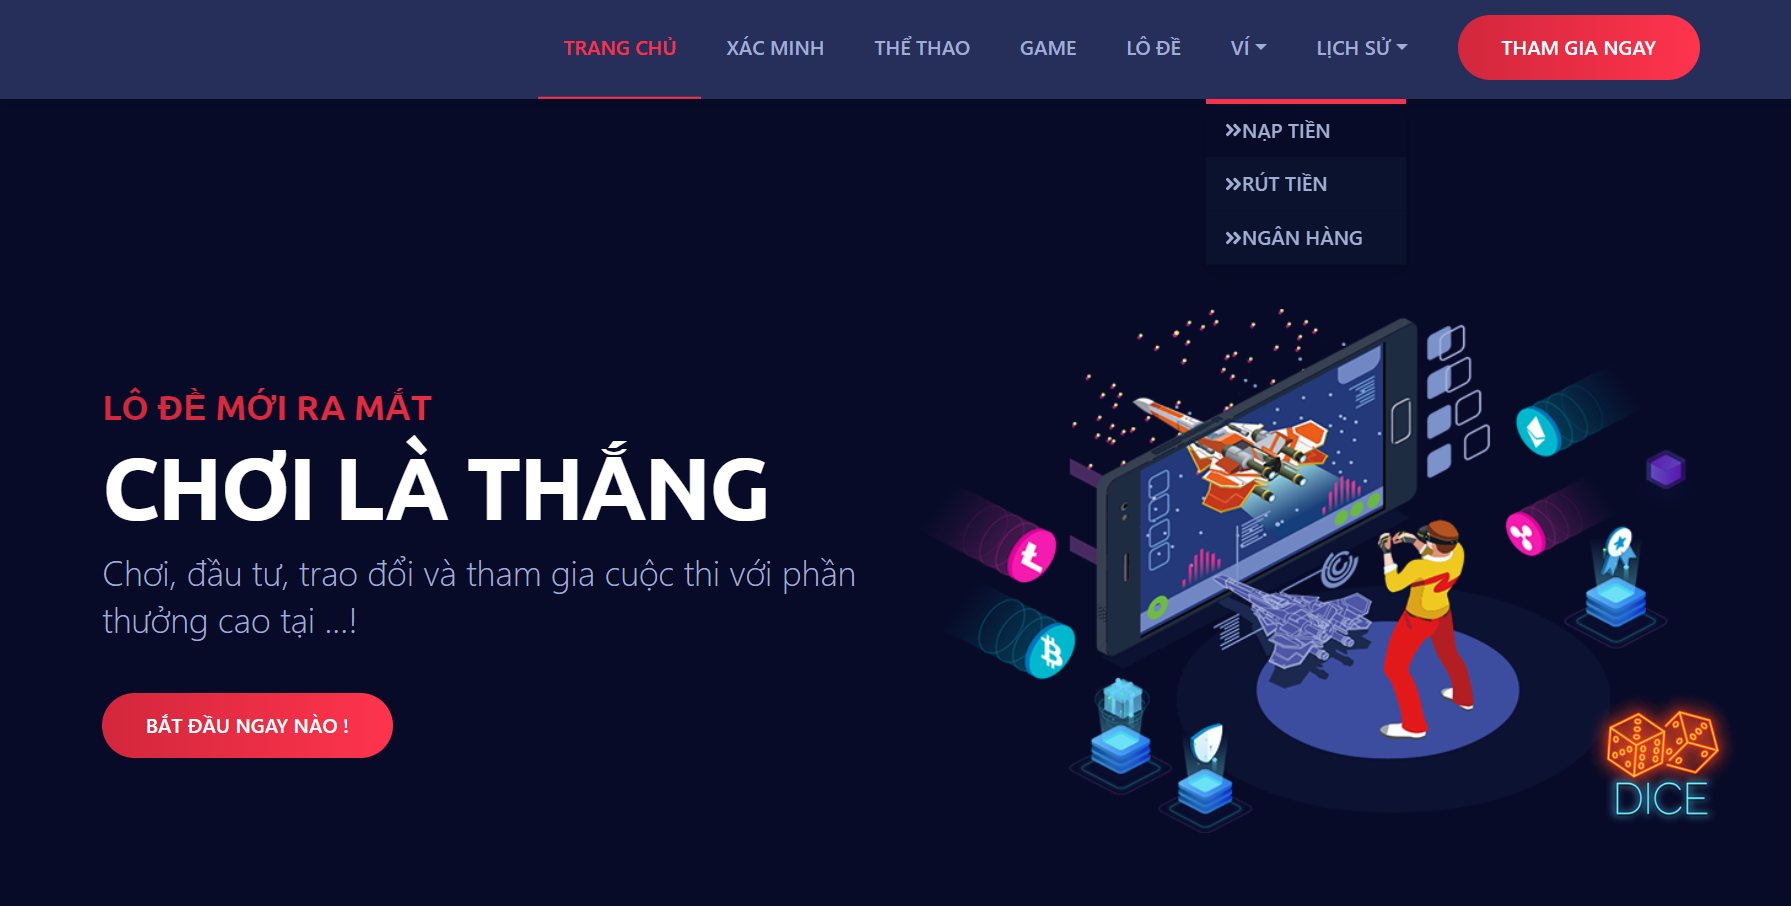 TRANG CHỦ XÁC MINH THỂ THAO GAME LÔ ĐỀ VÍ LỊCH SỬ THAM GIA NGAY
NẠP TIỀN
RÚT TIỀN
NGÂN HÀNG
LÔ ĐỀ MỚI RA MẮT
CHƠI LÀ THẮNG
Chơi, đầu tư, trao đổi và tham gia cuộc thi với phần
thưởng cao tại ...!
BẮT ĐẦU NGAY NÀO !
DICE